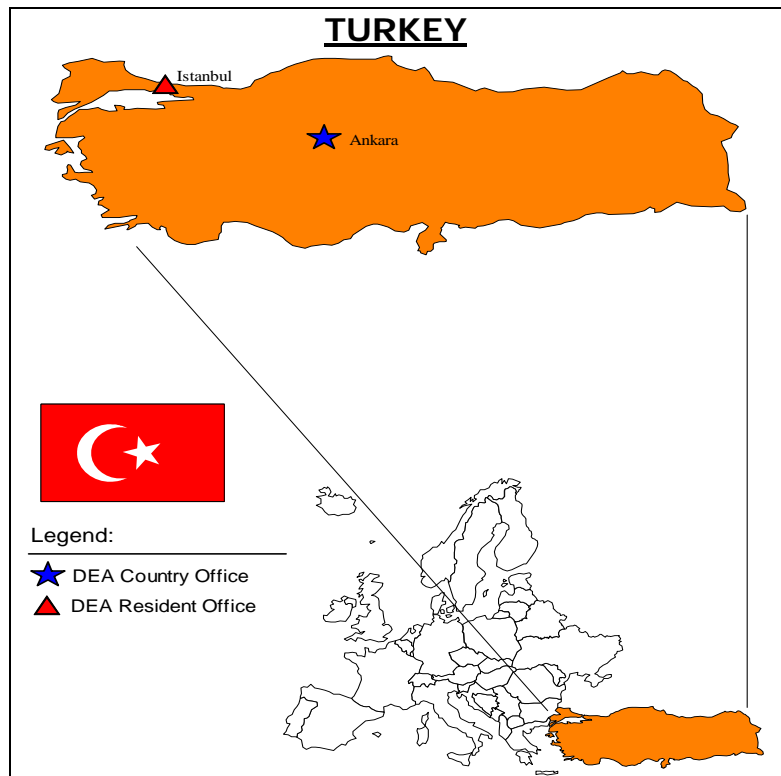 TURKEY
Istanbul
Ankara
Legend:
DEA Country Office
DEA Resident Office